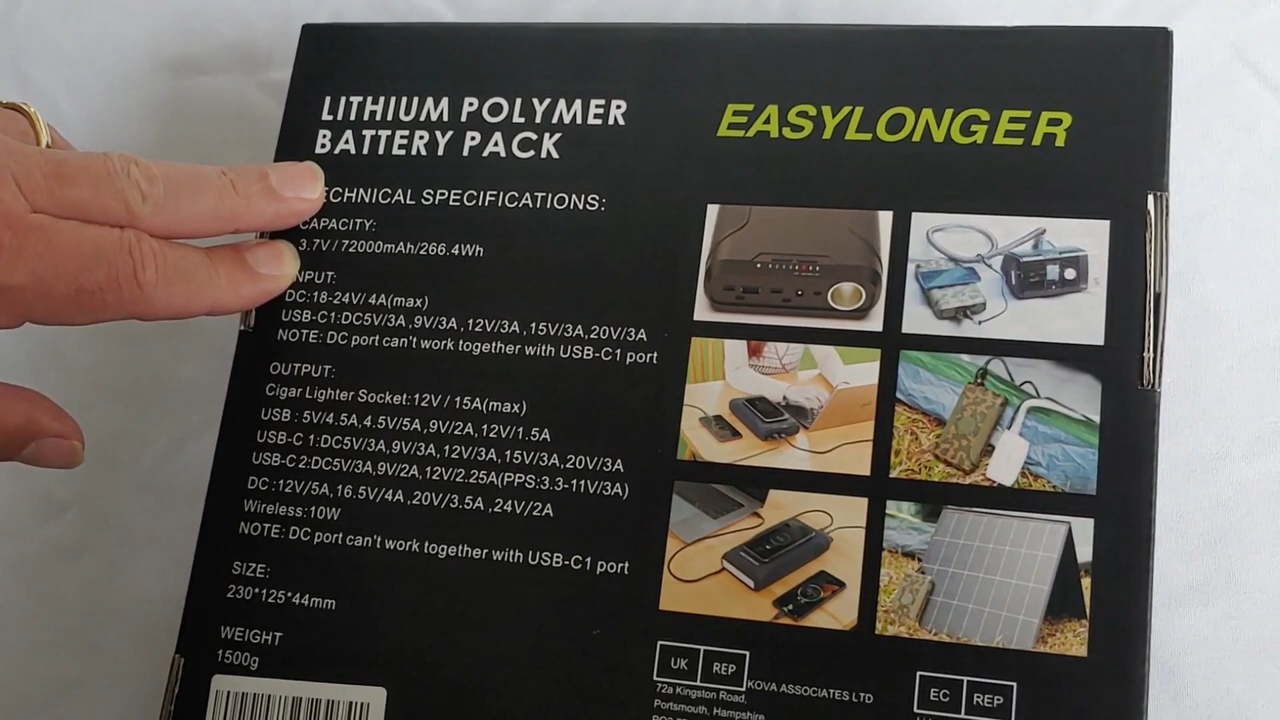 LITHIUM POLYMER
BATTERY PACK
EASYLONGER
ECHNICAL SPECIFICATIONS:
CAPACITY:
3.7V / 72000mAh/266.4Wh
INPUT:
DC:18-24V/ 4A(max)
USB-C1:DC5V/3A ,9V/3A ,12V/3A ,15V/3A,20V/3A
NOTE: DC port can't work together with USB-C1 port
OUTPUT:
Cigar Lighter Socket:12V / 15A(max)
USB : 5V/4.5A,4.5V/5A ,9V/2A,12V/1.5A
USB-C 1:DC5V/3A,9V/3A ,12V/3A,15V/3A,20V/3A
USB-C 2:DC5V/3A,9V/2A,12V/2.25A(PPS:3.3-11V/3A)
DC :12V/5A,16.5V/4A ,20V/3.5A ,24V/2A
Wireless:10W
NOTE: DC port can't work together with USB-C1 port
SIZE:
230*125*44mm
WEIGHT
1500g
UK REP
KOVA ASSOCIATES LTD
72a Kingston Road,
Portsmouth, Hampshire
EC REP